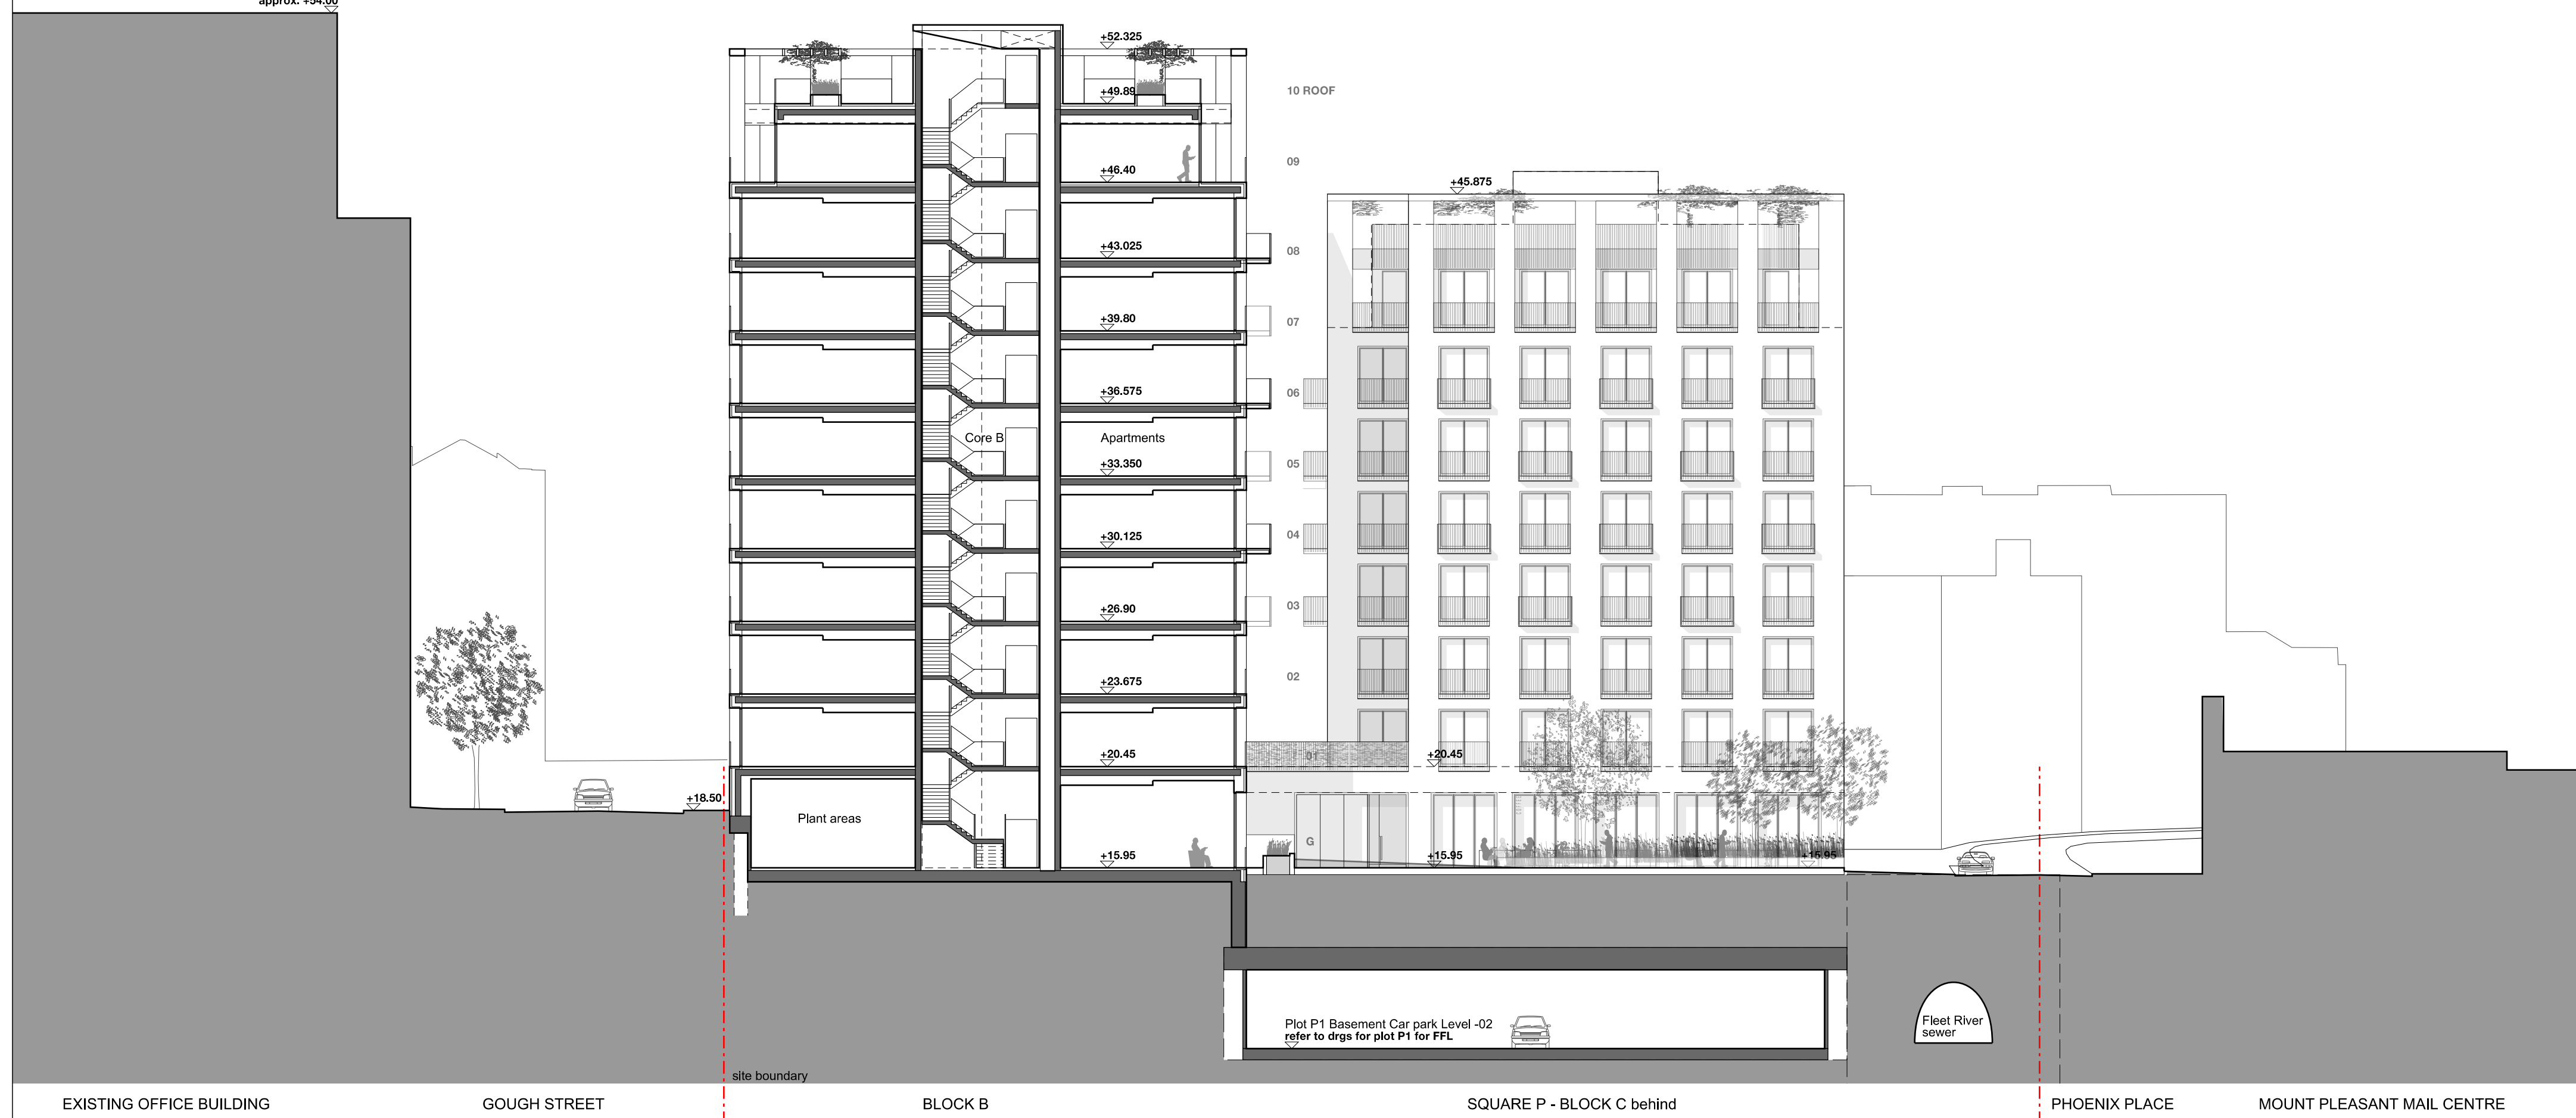 approx. +54.00
+52.325
+49.89
10 ROOF
09
+46.40
+45.875
+43.025
08
+39.80
07
+36.575
06
Core B
Apartments
+33.350
05
+30.125
04
+26.90
03
+23.675
02
+20.45
01
+20.45
+18.50
Plant areas
G
+15.95
+15.95
+15.95
Plot P1 Basement Car park Level -02
refer to drgs for plot P1 for FFL
Fleet River
sewer
site boundary
EXISTING OFFICE BUILDING
GOUGH STREET
BLOCK B
SQUARE P - BLOCK C behind
PHOENIX PLACE
MOUNT PLEASANT MAIL CENTRE